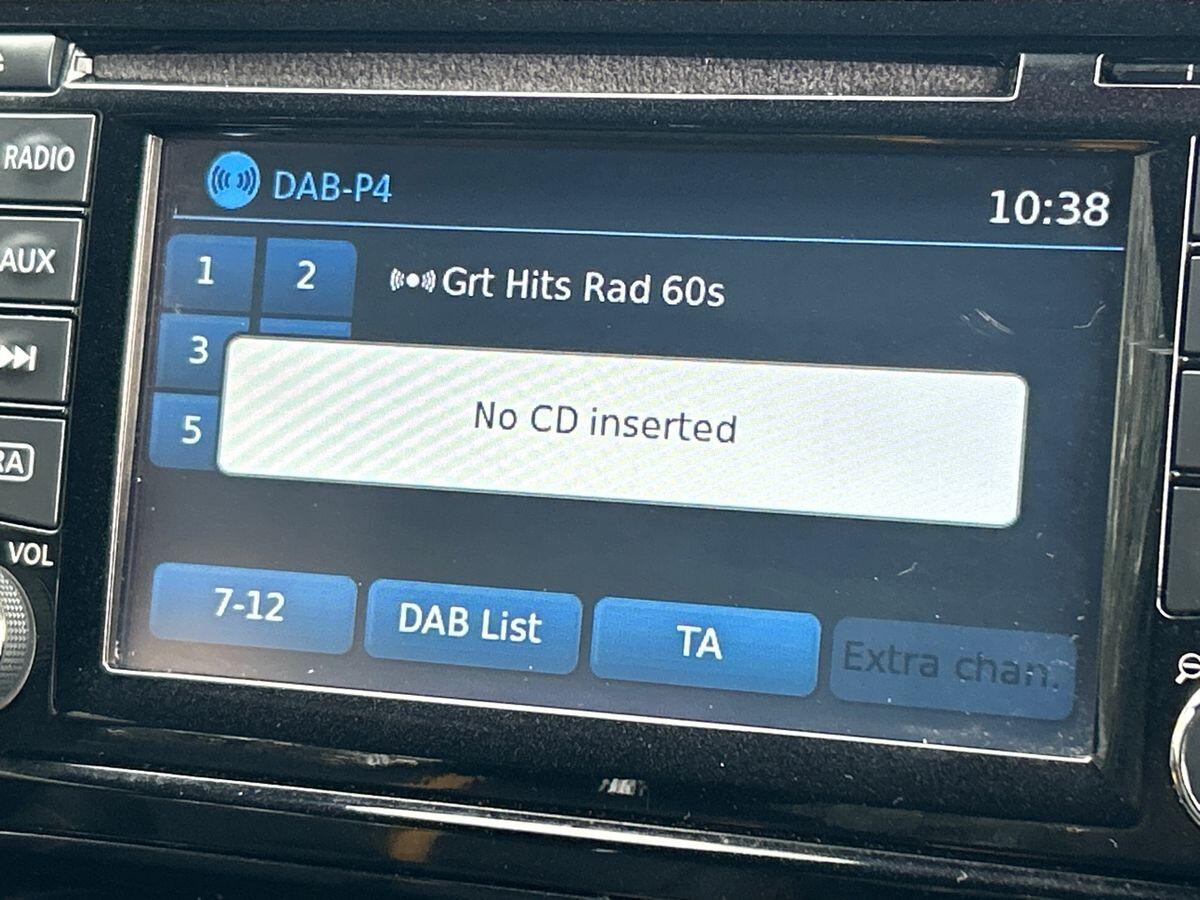 RADIO
DAB-P4
10:38
AUX
1
2
Grt Hits Rad 60s
3
No CD inserted
5
RA
VOL
7-12
DAB List
TA
Extra chan.